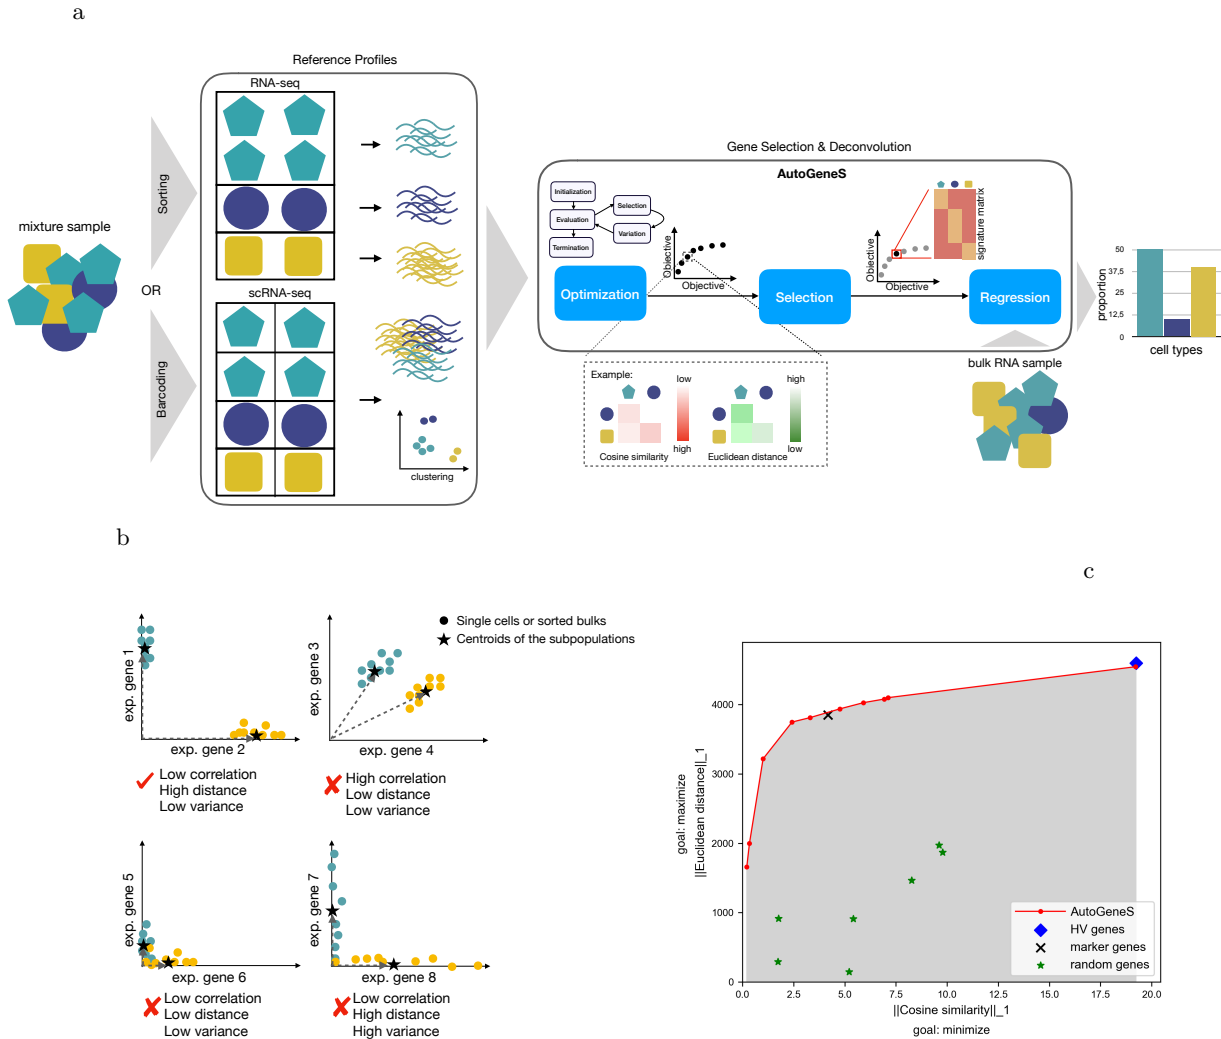 a
Reference Profiles
RNA-seq
Sorting
mixture sample
OR
scRNA-seq
Barcoding
clustering
Gene Selection & Deconvolution
AutoGeneS
Initialization
Evaluation
Termination
Selection
Variation
Objective
Objective
Optimization
Selection
Objective
Objective
signature matrix
Regression
Example:
low
high
Cosine similarity
high
low
Euclidean distance
bulk RNA sample
proportion
50
37,5
25
12,5
0
cell types
b
exp. gene 1
exp. gene 2
Low correlation
High distance
Low variance
exp. gene 3
exp. gene 4
High correlation
Low distance
Low variance
Single cells or sorted bulks
Centroids of the subpopulations
exp. gene 5
exp. gene 6
Low correlation
Low distance
Low variance
exp. gene 7
exp. gene 8
Low correlation
High distance
High variance
c
goal: maximize
||Euclidean distance||_1
4000
3000
2000
1000
0
0.0 2.5 5.0 7.5 10.0 12.5 15.0 17.5 20.0
||Cosine similarity||_1
goal: minimize
AutoGeneS
HV genes
marker genes
random genes